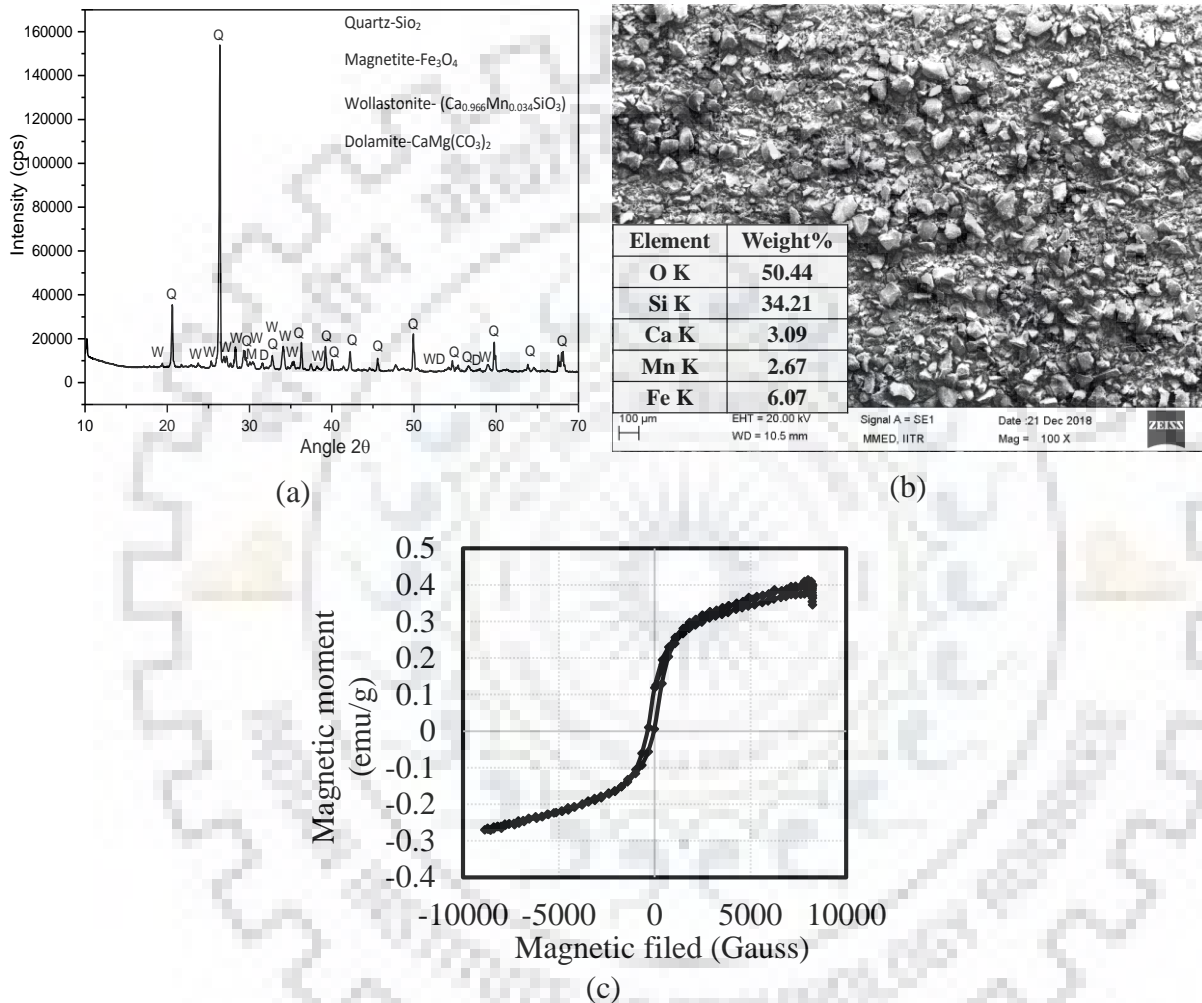 160000
140000
120000
100000
80000
60000
40000
20000
0
Intensity (cps)
Quartz-Sio2
Magnetite-Fe3O4
Wollastonite- (Ca0.966Mn0.034SiO3)
Dolamite-CaMg(CO3)2
Q
Q
W
W
W
W
W
Q
W
M
D
W
Q
W
W
Q
W
Q
Q
Q
Q
Q
WD
Q
Q
D
W
Q
Q
Q
10 20 30 40 50 60 70
Angle 2θ
(a)
Element Weight%
O K 50.44
Si K 34.21
Ca K 3.09
Mn K 2.67
Fe K 6.07
100 µm
EHT = 20.00 kV
WD = 10.5 mm
Signal A = SE1
MMED, IITR
Date :21 Dec 2018
Mag = 100 X
ZEISS
(b)
0.5
0.4
0.3
0.2
0.1
0
-0.1
-0.2
-0.3
-0.4
Magnetic moment
(emu/g)
-10000 -5000 0 5000 10000
Magnetic filed (Gauss)
(c)